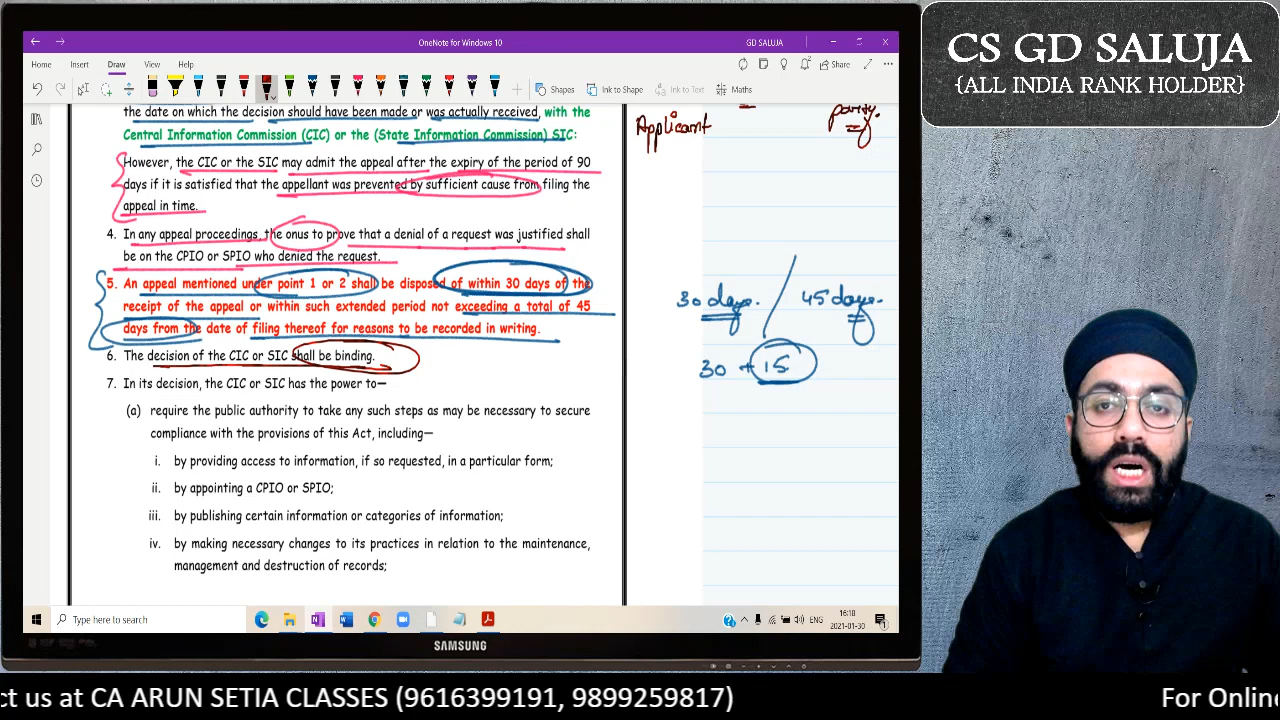 OneNote for Windows 10
GD SALUJA
Home Insert Draw View Help
Share
Shapes Ink to Shape Ink to Text Maths
the date on which the decision should have been made or was actually received, with the
Central Information Commission (CIC) or the (State Information Commission) SIC:
However, the CIC or the SIC may admit the appeal after the expiry of the period of 90
days if it is satisfied that the appellant was prevented by sufficient cause from filing the
appeal in time.
4. In any appeal proceedings, the onus to prove that a denial of a request was justified shall
be on the CPIO or SPIO who denied the request.
5. An appeal mentioned under point 1 or 2 shall be disposed of within 30 days of the
receipt of the appeal or within such extended period not exceeding a total of 45
days from the date of filing thereof for reasons to be recorded in writing.
6. The decision of the CIC or SIC shall be binding.
7. In its decision, the CIC or SIC has the power to—
(a) require the public authority to take any such steps as may be necessary to secure
compliance with the provisions of this Act, including—
i. by providing access to information, if so requested, in a particular form;
ii. by appointing a CPIO or SPIO;
iii. by publishing certain information or categories of information;
iv. by making necessary changes to its practices in relation to the maintenance,
management and destruction of records;
Applicant
party.
30 days. / 45 days.
30 + 15
Type here to search
ENG
16:18
2021-01-30
SAMSUNG
CS GD SALUJA
{ALL INDIA RANK HOLDER}
ct us at CA ARUN SETIA CLASSES (9616399191, 9899259817)
For Online